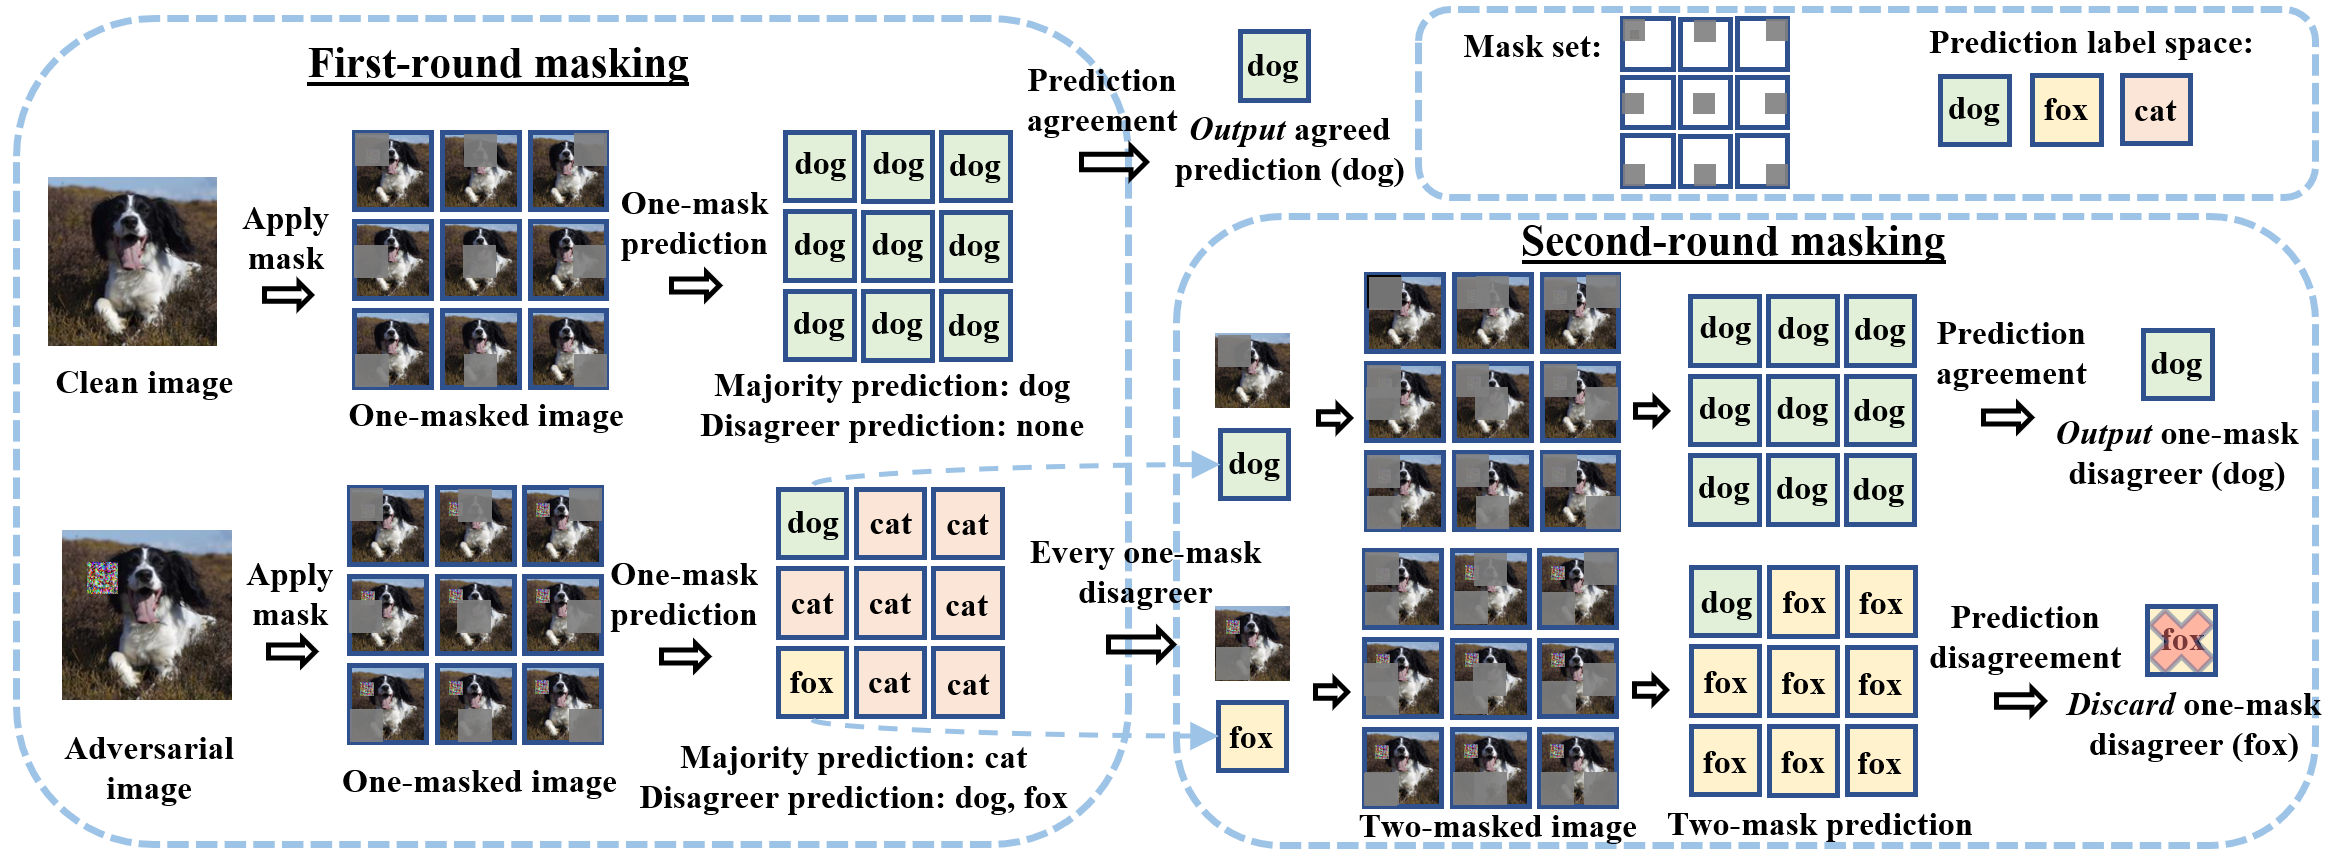 First-round masking
Clean image
Apply
mask
One-masked image
One-mask
prediction
dog dog dog
dog dog dog
dog dog dog
Majority prediction: dog
Disagreer prediction: none
Prediction
agreement
dog
Output agreed
prediction (dog)
Adversarial
image
Apply
mask
One-masked image
One-mask
prediction
dog cat cat
cat cat cat
fox cat cat
Majority prediction: cat
Disagreer prediction: dog, fox
Every one-mask
disagreer
Mask set:
Prediction label space:
dog fox cat
Second-round masking
dog
dog dog dog
dog dog dog
dog dog dog
Prediction
agreement
dog
Output one-mask
disagreer (dog)
fox
Two-masked image
dog fox fox
fox fox fox
fox fox fox
Two-mask prediction
Prediction
disagreement
fox
Discard one-mask
disagreer (fox)